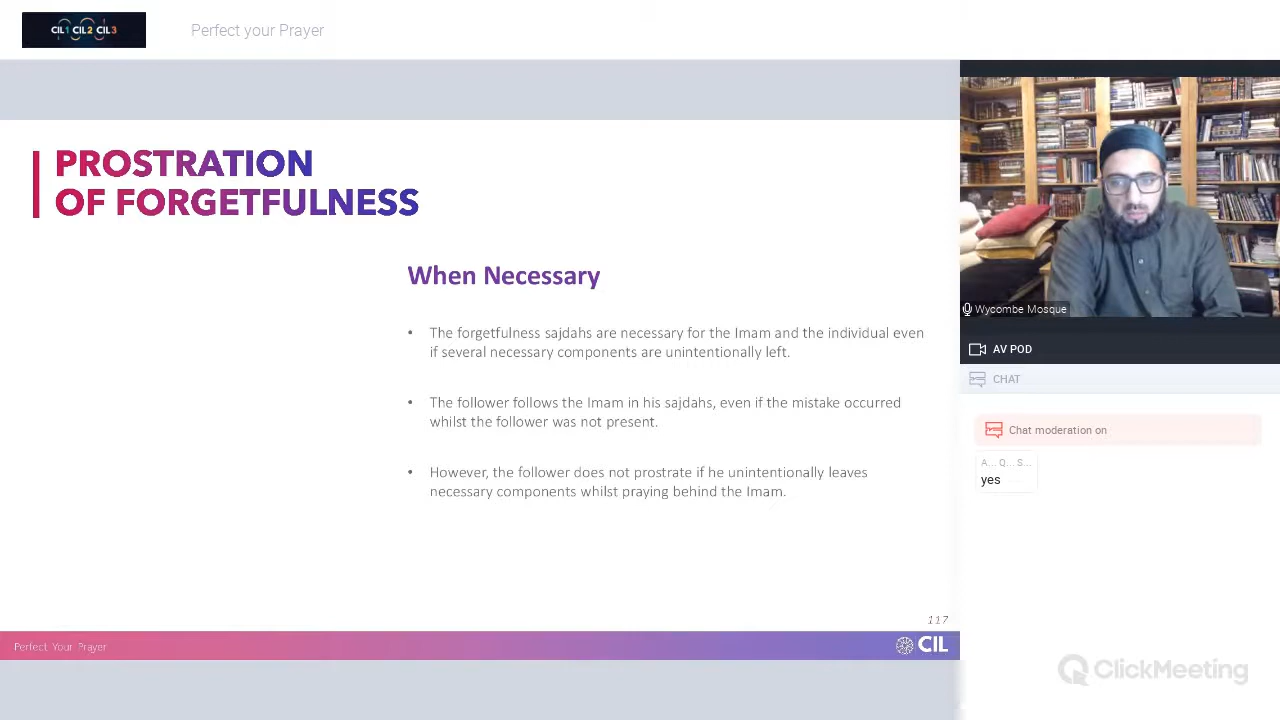 CIL1 CIL2 CIL3
Perfect your Prayer
PROSTRATION
OF FORGETFULNESS
When Necessary
• The forgetfulness sajdahs are necessary for the Imam and the individual even
if several necessary components are unintentionally left.
• The follower follows the Imam in his sajdahs, even if the mistake occurred
whilst the follower was not present.
• However, the follower does not prostrate if he unintentionally leaves
necessary components whilst praying behind the Imam.
117
Perfect Your Prayer
CIL
Wycombe Mosque
AV POD
CHAT
Chat moderation on
A... Q... S...
yes
ClickMeeting